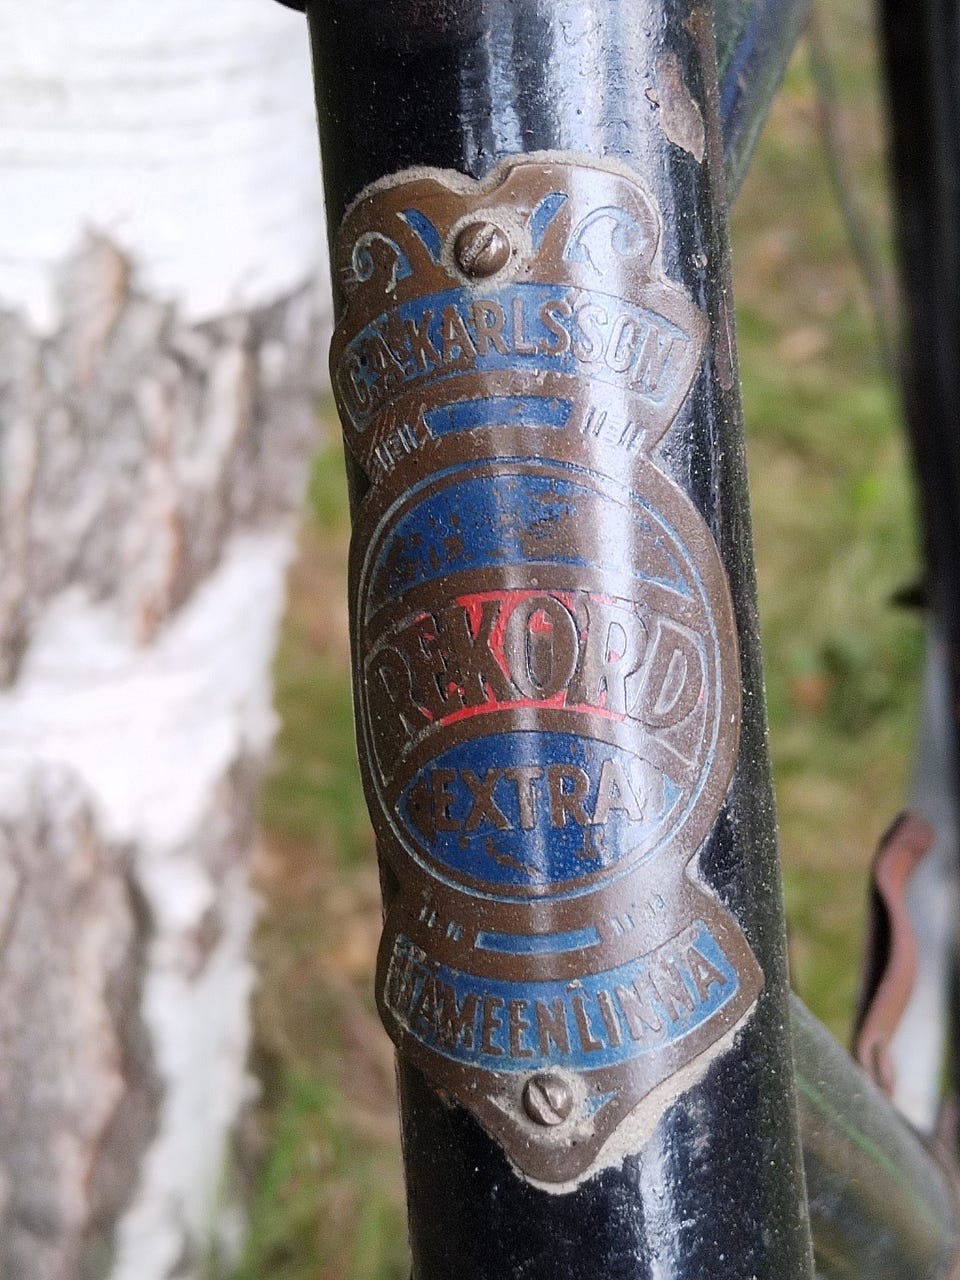 C.A. KARLSSON
REKORD
EXTRA
HÄMEENLINNA